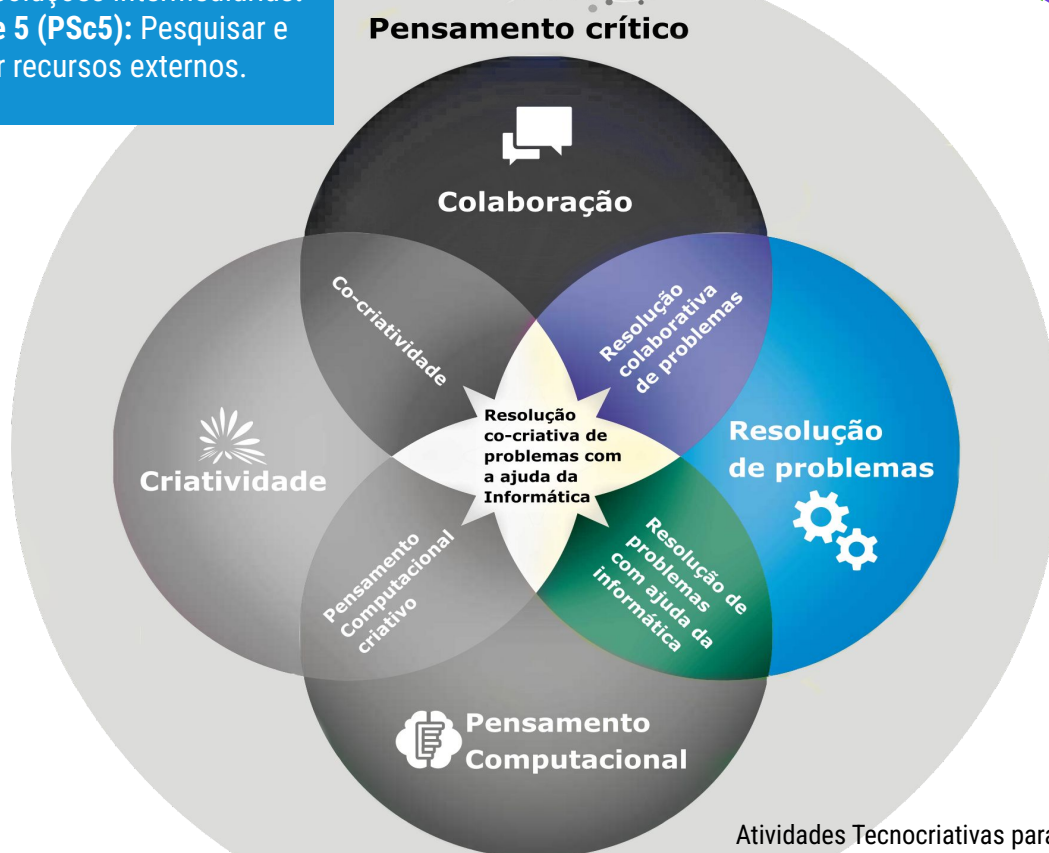 soluções intermediárias.
e 5 (PSc5): Pesquisar e
r recursos externos.
Pensamento crítico
Colaboração
Co-criatividade
Resolução
colaborativa
de problemas
Resolução
co-criativa de
problemas com
a ajuda da
Informática
Resolução
de problemas
Criatividade
Pensamento
Computacional
criativo
Resolução de
problemas
com ajuda da
informática
Pensamento
Computacional
Atividades Tecnocriativas para